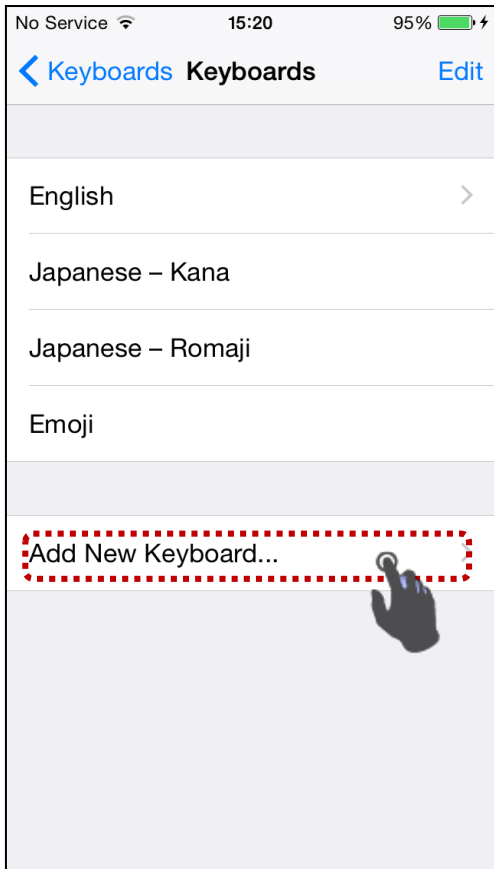 No Service 15:20 95%
Keyboards Keyboards Edit
English
Japanese – Kana
Japanese – Romaji
Emoji
Add New Keyboard...